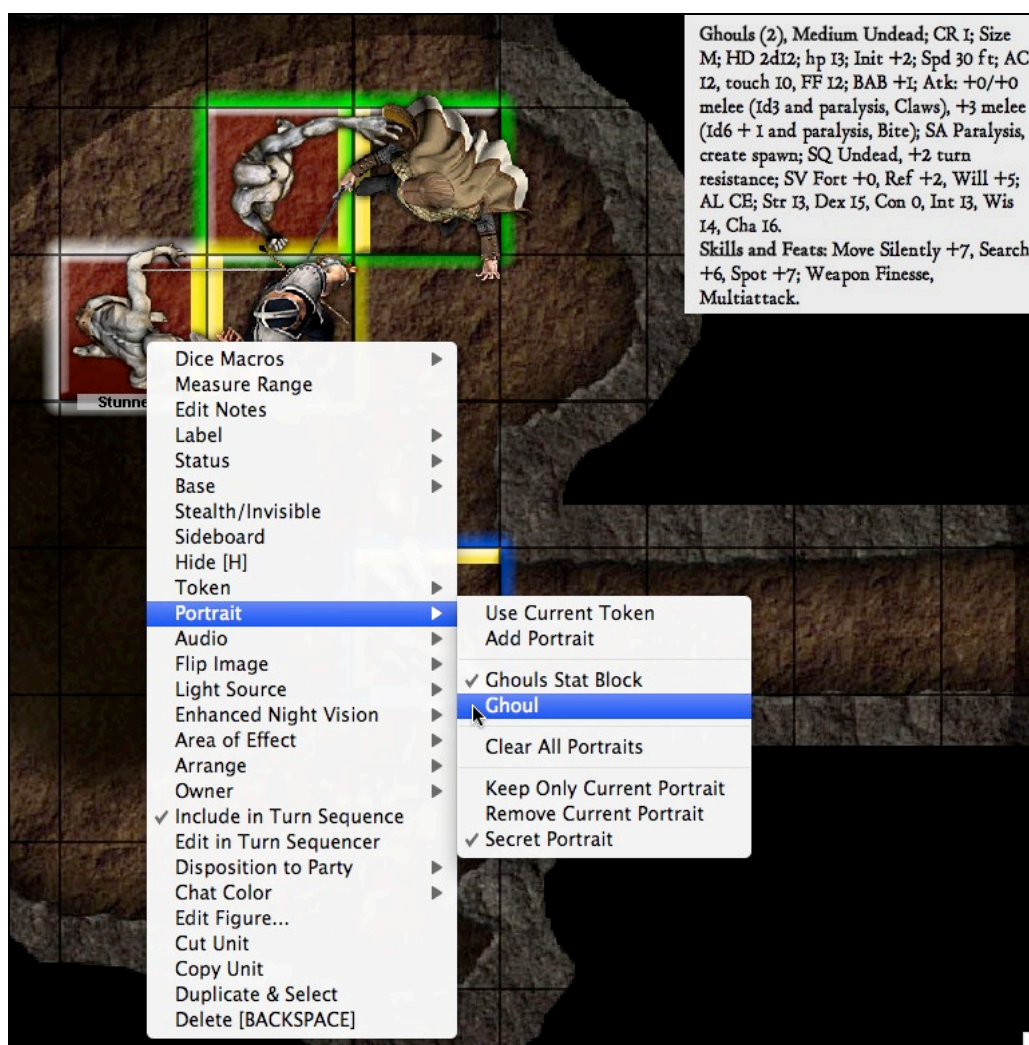 Ghouls (2), Medium Undead; CR 1; Size
M; HD 2d12; hp 13; Init +2; Spd 30 ft; AC
12, touch 10, FF 12; BAB +1; Atk: +0/+0
melee (1d3 and paralysis, Claws), +3 melee
(1d6 + 1 and paralysis, Bite); SA Paralysis,
create spawn; SQ Undead, +2 turn
resistance; SV Fort +0, Ref +2, Will +5;
AL CE; Str 13, Dex 15, Con 0, Int 13, Wis
14, Cha 16.
Skills and Feats: Move Silently +7, Search
+6, Spot +7; Weapon Finesse,
Multiattack.
Stunne
Dice Macros
Measure Range
Edit Notes
Label
Status
Base
Stealth/Invisible
Sideboard
Hide [H]
Token
Portrait
Audio
Flip Image
Light Source
Enhanced Night Vision
Area of Effect
Arrange
Owner
✓ Include in Turn Sequence
Edit in Turn Sequencer
Disposition to Party
Chat Color
Edit Figure...
Cut Unit
Copy Unit
Duplicate & Select
Delete [BACKSPACE]
Use Current Token
Add Portrait
✓ Ghouls Stat Block
Ghoul
Clear All Portraits
Keep Only Current Portrait
Remove Current Portrait
✓ Secret Portrait